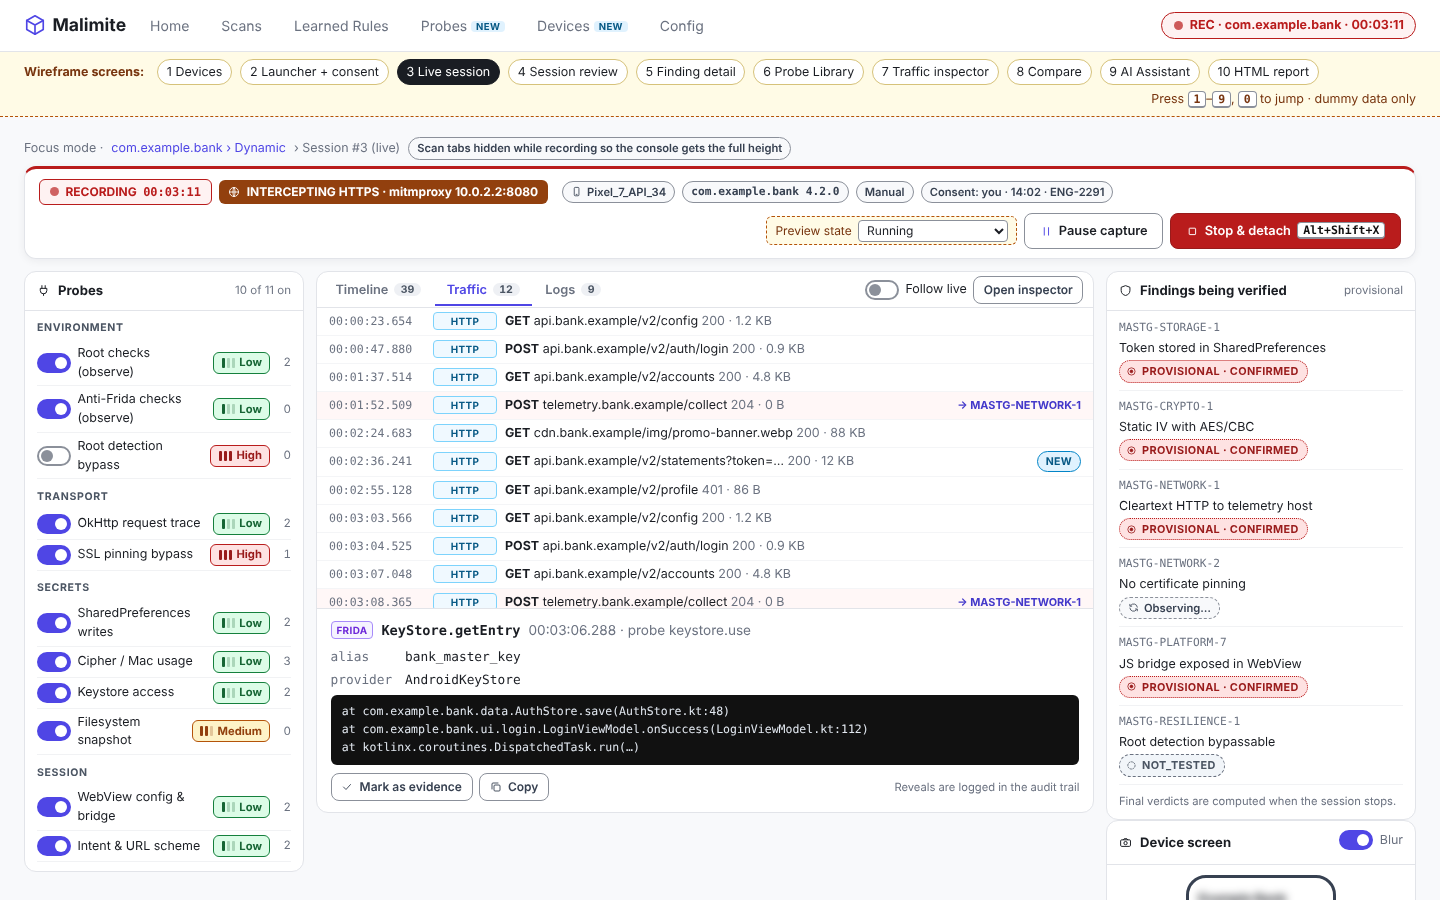 Malimite Home Scans Learned Rules Probes NEW Devices NEW Config REC · com.example.bank · 00:03:11
Wireframe screens: 1 Devices 2 Launcher + consent 3 Live session 4 Session review 5 Finding detail 6 Probe Library 7 Traffic inspector 8 Compare 9 AI Assistant 10 HTML report
Press 1–9, 0 to jump · dummy data only
Focus mode · com.example.bank › Dynamic › Session #3 (live) Scan tabs hidden while recording so the console gets the full height
RECORDING 00:03:11 INTERCEPTING HTTPS · mitmproxy 10.0.2.2:8080 Pixel_7_API_34 com.example.bank 4.2.0 Manual Consent: you · 14:02 · ENG-2291
Preview state Running Pause capture Stop & detach Alt+Shift+X
Probes 10 of 11 on
ENVIRONMENT
Root checks (observe) Low 2
Anti-Frida checks (observe) Low 0
Root detection bypass High 0
TRANSPORT
OkHttp request trace Low 2
SSL pinning bypass High 1
SECRETS
SharedPreferences writes Low 2
Cipher / Mac usage Low 3
Keystore access Low 2
Filesystem snapshot Medium 0
SESSION
WebView config & bridge Low 2
Intent & URL scheme Low 2
Timeline 39 Traffic 12 Logs 9 Follow live Open inspector
00:00:23.654 HTTP GET api.bank.example/v2/config 200 · 1.2 KB
00:00:47.880 HTTP POST api.bank.example/v2/auth/login 200 · 0.9 KB
00:01:37.514 HTTP GET api.bank.example/v2/accounts 200 · 4.8 KB
00:01:52.509 HTTP POST telemetry.bank.example/collect 204 · 0 B → MASTG-NETWORK-1
00:02:24.683 HTTP GET cdn.bank.example/img/promo-banner.webp 200 · 88 KB
00:02:36.241 HTTP GET api.bank.example/v2/statements?token=… 200 · 12 KB NEW
00:02:55.128 HTTP GET api.bank.example/v2/profile 401 · 86 B
00:03:03.566 HTTP GET api.bank.example/v2/config 200 · 1.2 KB
00:03:04.525 HTTP POST api.bank.example/v2/auth/login 200 · 0.9 KB
00:03:07.048 HTTP GET api.bank.example/v2/accounts 200 · 4.8 KB
00:03:08.365 HTTP POST telemetry.bank.example/collect 204 · 0 B → MASTG-NETWORK-1
FRIDA KeyStore.getEntry 00:03:06.288 · probe keystore.use
alias bank_master_key
provider AndroidKeyStore
at com.example.bank.data.AuthStore.save(AuthStore.kt:48)
at com.example.bank.ui.login.LoginViewModel.onSuccess(LoginViewModel.kt:112)
at kotlinx.coroutines.DispatchedTask.run(…)
Mark as evidence Copy Reveals are logged in the audit trail
Findings being verified provisional
MASTG-STORAGE-1
Token stored in SharedPreferences
PROVISIONAL · CONFIRMED
MASTG-CRYPTO-1
Static IV with AES/CBC
PROVISIONAL · CONFIRMED
MASTG-NETWORK-1
Cleartext HTTP to telemetry host
PROVISIONAL · CONFIRMED
MASTG-NETWORK-2
No certificate pinning
Observing…
MASTG-PLATFORM-7
JS bridge exposed in WebView
PROVISIONAL · CONFIRMED
MASTG-RESILIENCE-1
Root detection bypassable
NOT_TESTED
Final verdicts are computed when the session stops.
Device screen Blur